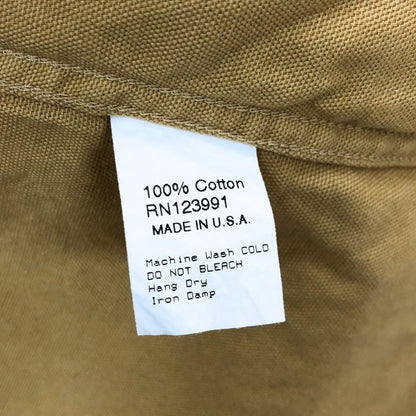 100% Cotton
RN123991
MADE IN U.S.A.
Machine Wash COLD
DO NOT BLEACH
Hang Dry
Iron Damp